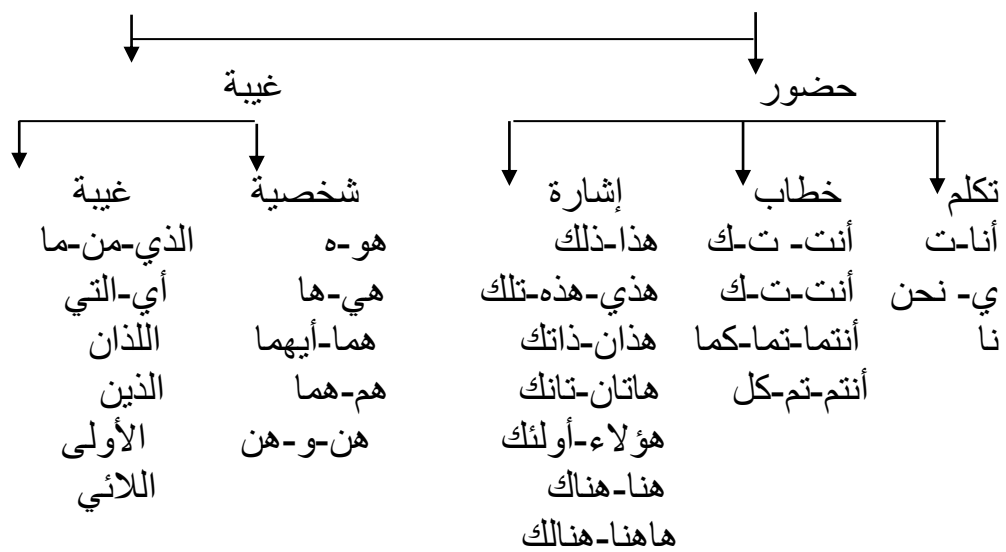 حضور غيبة
تكلم خطاب إشارة شخصية غيبة
أنا-ت أنت- ت-ك هذا-ذلك هو-ه الذي-من-ما
ي- نحن أنت-ت-ك هذي-هذه-تلك هي-ها أي-التي
نا أنتما-تما-كما هذان-ذاتك هما-أيهما اللذان
أنتم-تم-كل هاتان-تانك هم-هما الذين
هؤلاء-أولئك هن-و-هن الأولى
هنا-هناك اللائي
هاهنا-هنالك